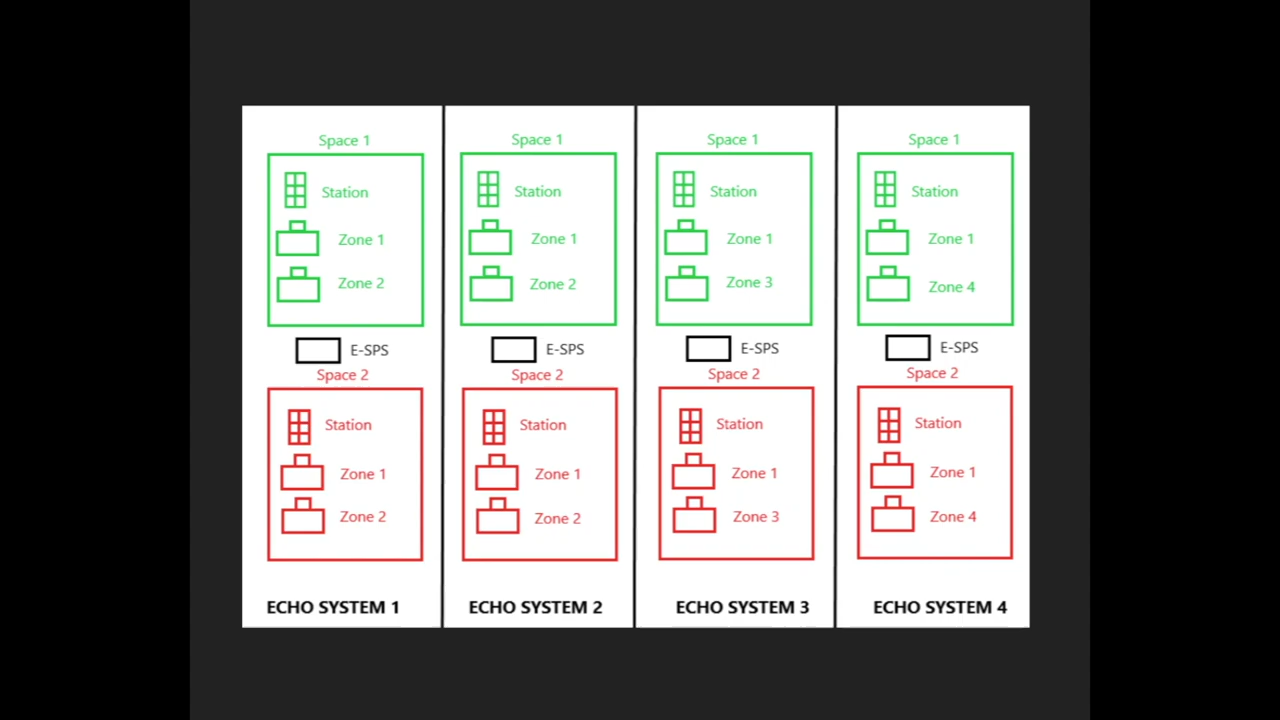 Space 1
Station
Zone 1
Zone 2
E-SPS
Space 2
Station
Zone 1
Zone 2
ECHO SYSTEM 1
Space 1
Station
Zone 1
Zone 2
E-SPS
Space 2
Station
Zone 1
Zone 2
ECHO SYSTEM 2
Space 1
Station
Zone 1
Zone 3
E-SPS
Space 2
Station
Zone 1
Zone 3
ECHO SYSTEM 3
Space 1
Station
Zone 1
Zone 4
E-SPS
Space 2
Station
Zone 1
Zone 4
ECHO SYSTEM 4